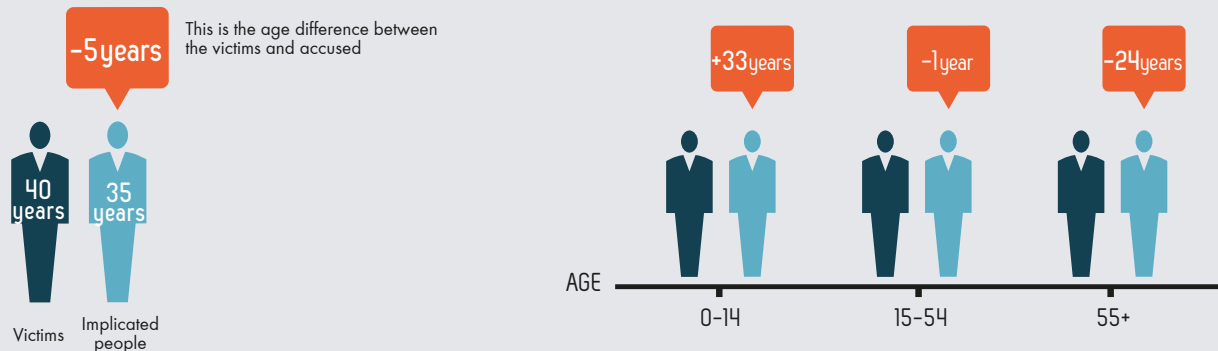 -5years
This is the age difference between
the victims and accused
40
years
35
years
Victims
Implicated
people
+33years
-1year
-24years
AGE
0-14
15-54
55+